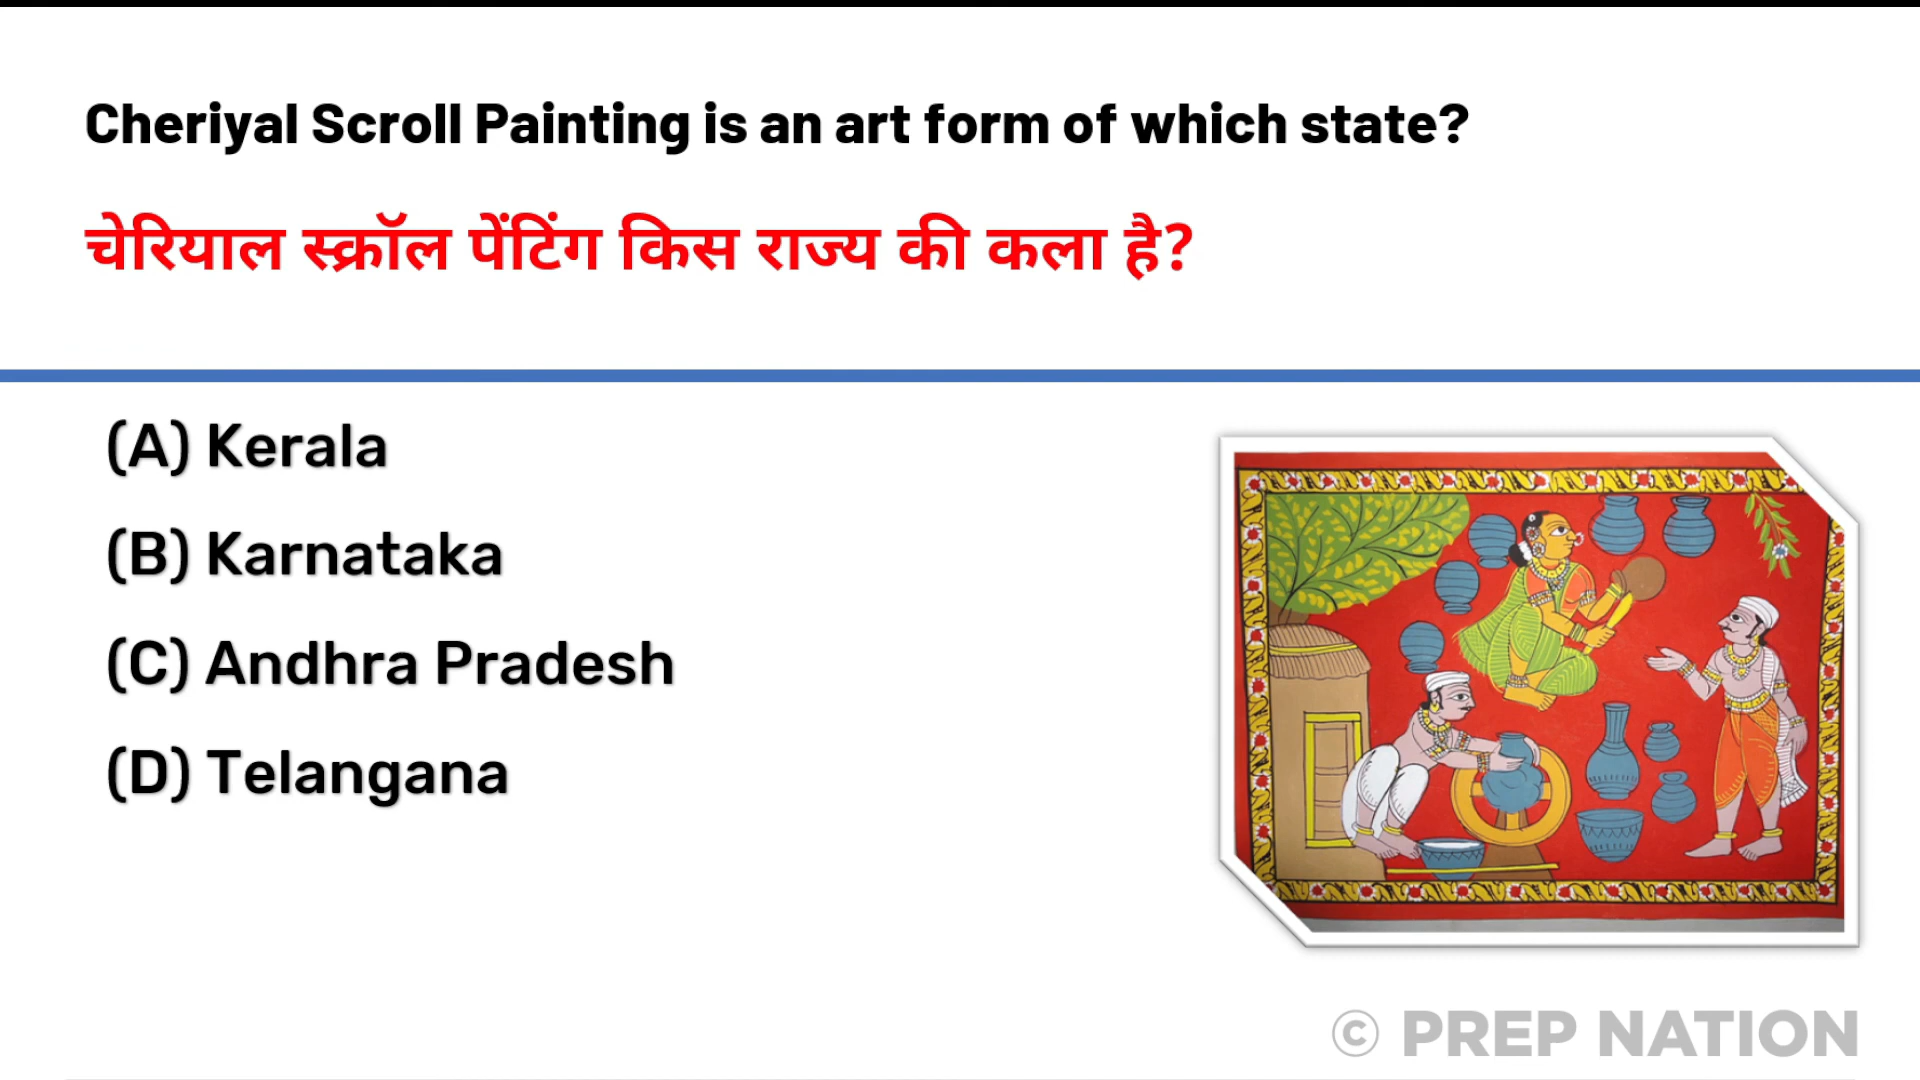 Cheriyal Scroll Painting is an art form of which state?
चेरियाल स्क्रॉल पेंटिंग किस राज्य की कला है?
(A) Kerala
(B) Karnataka
(C) Andhra Pradesh
(D) Telangana
© PREP NATION